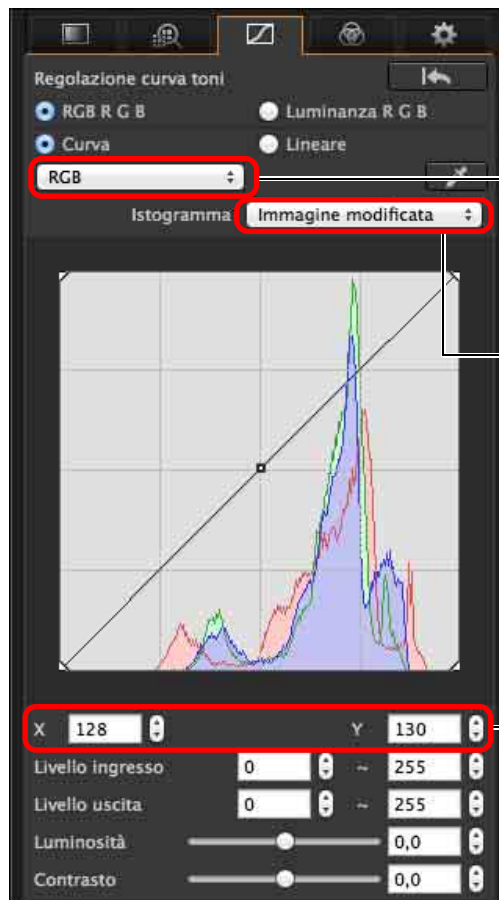 Regolazione curva toni
RGB R G B Luminanza R G B
Curva Lineare
RGB
Istogramma Immagine modificata
X 128 Y 130
Livello ingresso 0 ~ 255
Livello uscita 0 ~ 255
Luminosità 0,0
Contrasto 0,0